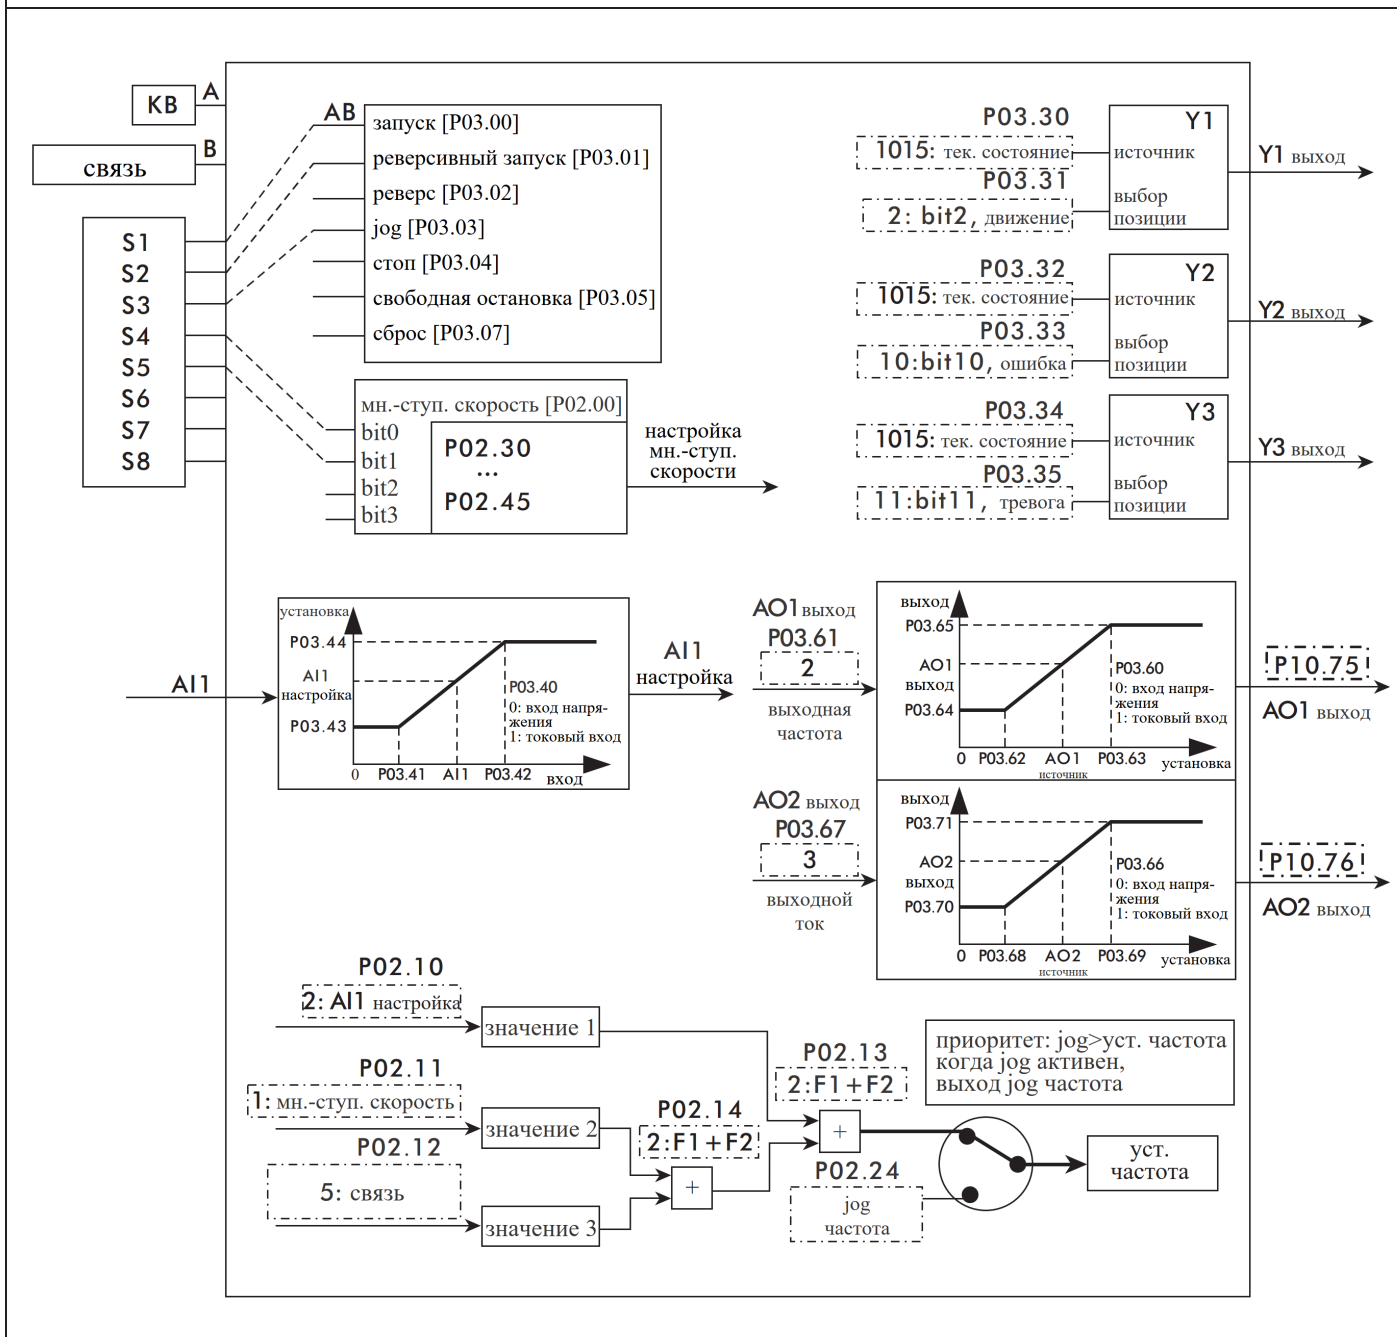 КВ
A
связь
B
S1
S2
S3
S4
S5
S6
S7
S8
AB
запуск [P03.00]
реверсивный запуск [P03.01]
реверс [P03.02]
jog [P03.03]
стоп [P03.04]
свободная остановка [P03.05]
сброс [P03.07]
мн.-ступ. скорость [P02.00]
bit0
bit1
bit2
bit3
P02.30
...
P02.45
настройка
мн.-ступ.
скорости
P03.30
1015: тек. состояние
P03.31
2: bit2, движение
Y1
источник
выбор
позиции
Y1 выход
P03.32
1015: тек. состояние
P03.33
10:bit10, ошибка
Y2
источник
выбор
позиции
Y2 выход
P03.34
1015: тек. состояние
P03.35
11:bit11, тревога
Y3
источник
выбор
позиции
Y3 выход
AI1
установка
P03.44
AI1
настройка
P03.43
P03.40
0: вход напря-
жения
1: токовый вход
0 P03.41 AI1 P03.42 вход
AI1
настройка
AO1 выход
P03.61
2
выходная
частота
выход
P03.65
AO1
выход
P03.64
P03.60
0: вход напря-
жения
1: токовый вход
0 P03.62 AO1 P03.63 установка
источник
P10.75
AO1 выход
AO2 выход
P03.67
3
выходной
ток
выход
P03.71
AO2
выход
P03.70
P03.66
0: вход напря-
жения
1: токовый вход
0 P03.68 AO2 P03.69 установка
источник
P10.76
AO2 выход
P02.10
2: AI1 настройка
значение 1
P02.11
1: мн.-ступ. скорость
значение 2
P02.12
5: связь
значение 3
P02.14
2:F1+F2
+
P02.13
2:F1+F2
+
P02.24
jog
частота
приоритет: jog>уст. частота
когда jog активен,
выход jog частота
уст.
частота